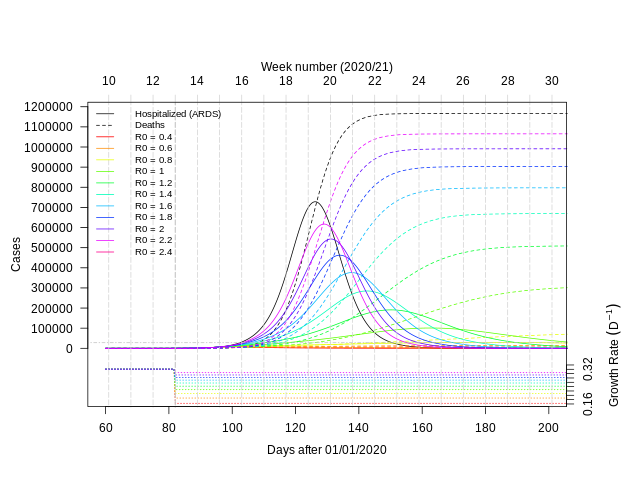 Week number (2020/21)
10 12 14 16 18 20 22 24 26 28 30
1200000
1100000
1000000
900000
800000
700000
600000
500000
400000
300000
200000
100000
0
Cases
Hospitalized (ARDS)
Deaths
R0 = 0.4
R0 = 0.6
R0 = 0.8
R0 = 1
R0 = 1.2
R0 = 1.4
R0 = 1.6
R0 = 1.8
R0 = 2
R0 = 2.2
R0 = 2.4
0.16 0.32
Growth Rate (D⁻¹)
60 80 100 120 140 160 180 200
Days after 01/01/2020